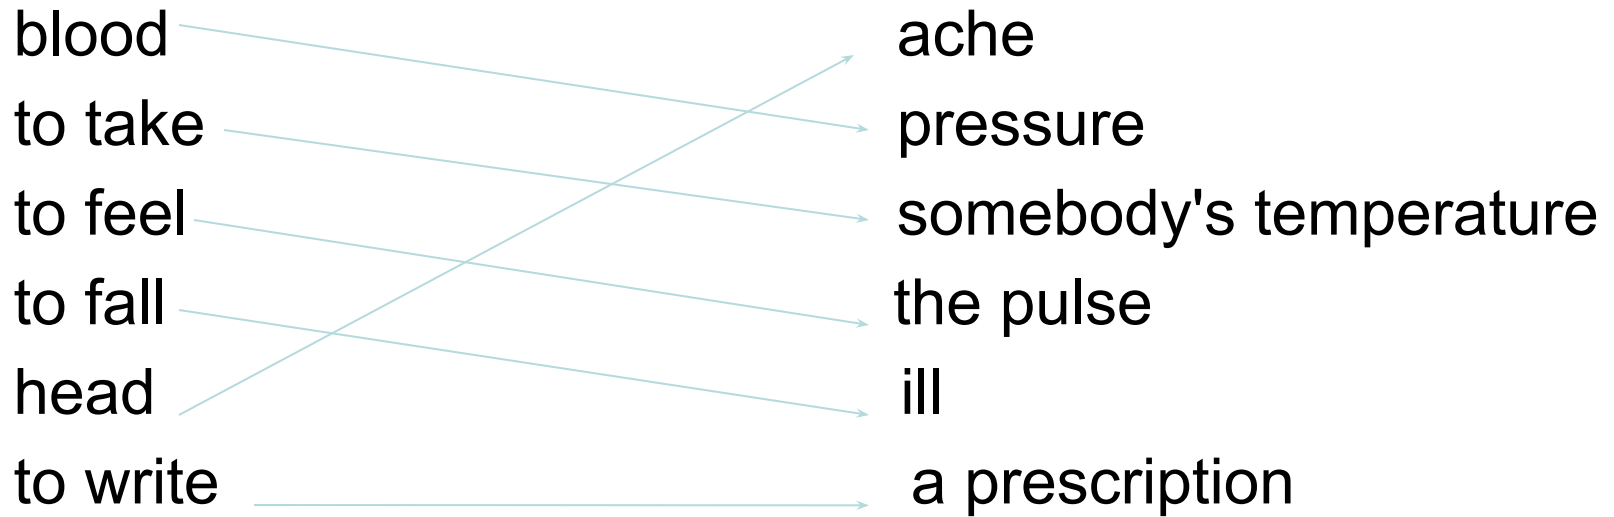 blood ache
to take pressure
to feel somebody's temperature
to fall the pulse
head ill
to write a prescription